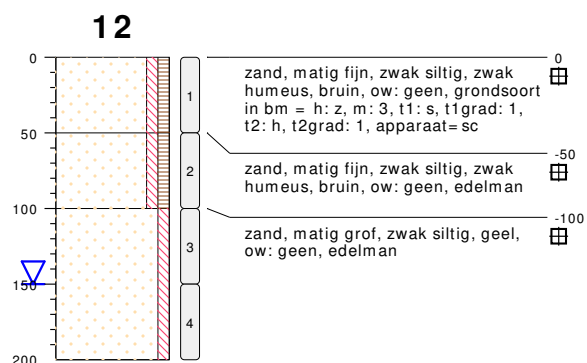 12
0
50
100
150
200
1
2
3
4
0
zand, matig fijn, zwak siltig, zwak
humeus, bruin, ow: geen, grondsoort
in bm = h: z, m: 3, t1: s, t1grad: 1,
t2: h, t2grad: 1, apparaat=sc
-50
zand, matig fijn, zwak siltig, zwak
humeus, bruin, ow: geen, edelman
-100
zand, matig grof, zwak siltig, geel,
ow: geen, edelman